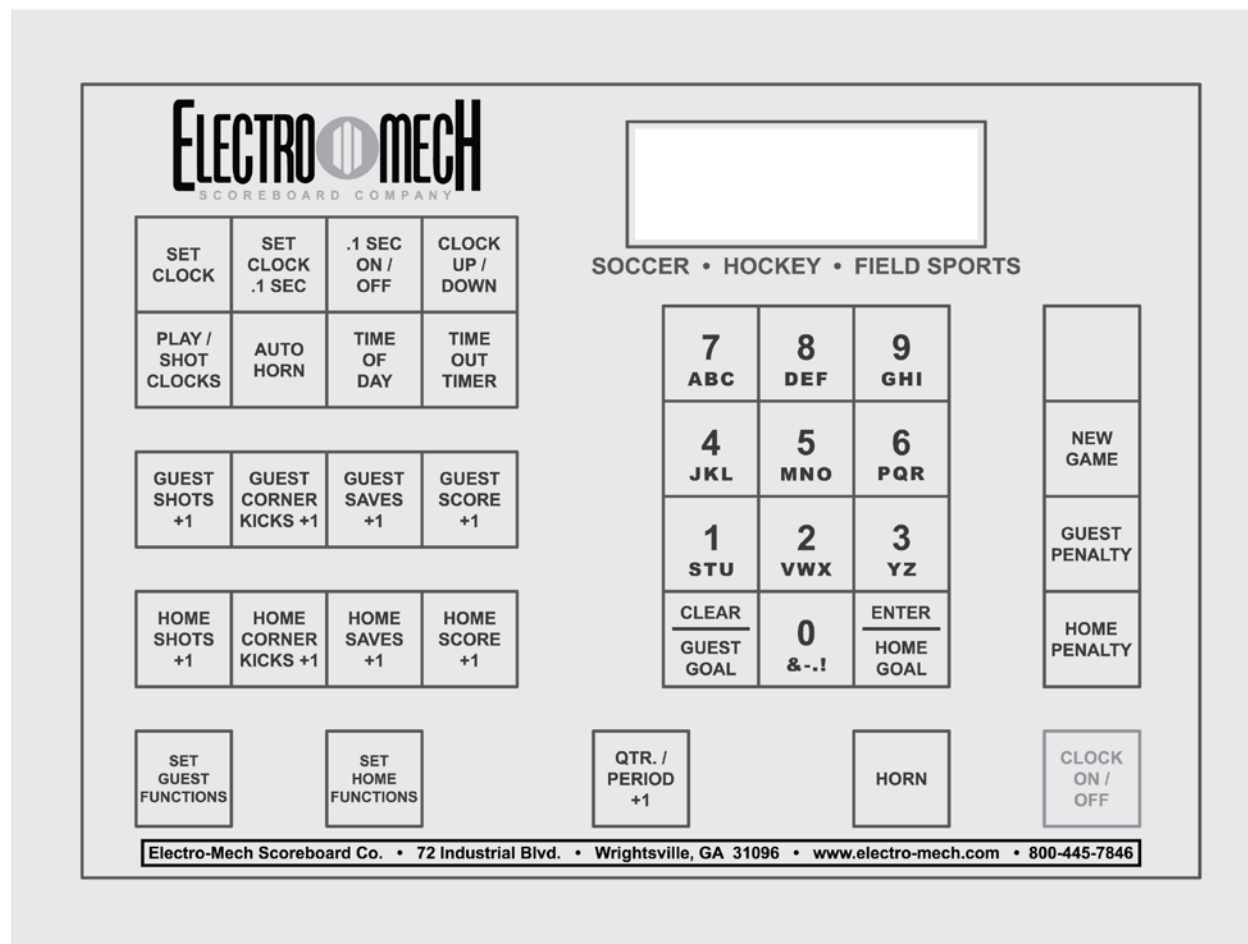 ELECTRO MECH
SCOREBOARD COMPANY
SET
CLOCK
SET
CLOCK
.1 SEC
.1 SEC
ON /
OFF
CLOCK
UP /
DOWN
PLAY /
SHOT
CLOCKS
AUTO
HORN
TIME
OF
DAY
TIME
OUT
TIMER
GUEST
SHOTS
+1
GUEST
CORNER
KICKS +1
GUEST
SAVES
+1
GUEST
SCORE
+1
HOME
SHOTS
+1
HOME
CORNER
KICKS +1
HOME
SAVES
+1
HOME
SCORE
+1
SET
GUEST
FUNCTIONS
SET
HOME
FUNCTIONS
SOCCER • HOCKEY • FIELD SPORTS
7
ABC
8
DEF
9
GHI
4
JKL
5
MNO
6
PQR
1
STU
2
VWX
3
YZ
CLEAR
GUEST
GOAL
0
&-.!
ENTER
HOME
GOAL
NEW
GAME
GUEST
PENALTY
HOME
PENALTY
QTR. /
PERIOD
+1
HORN
CLOCK
ON /
OFF
Electro-Mech Scoreboard Co. • 72 Industrial Blvd. • Wrightsville, GA 31096 • www.electro-mech.com • 800-445-7846